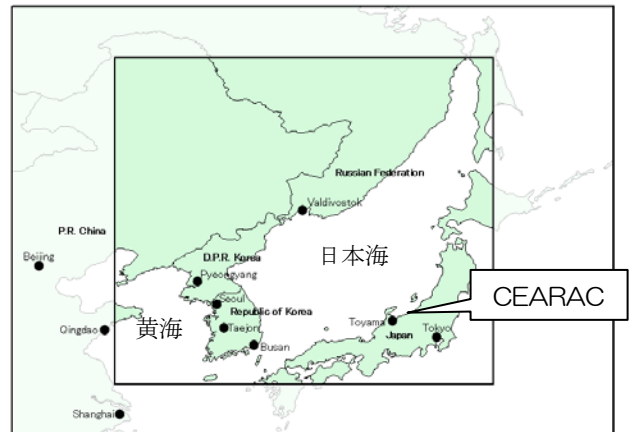 Russian Federation
Valdivostok
P.R. China
D.P.R. Korea
日本海
Beijing
Pyeongyang
CEARAC
Seoul
Republic of Korea
黄海
Toyama
Qingdao
Taejon
Tokyo
Japan
Busan
Shanghai